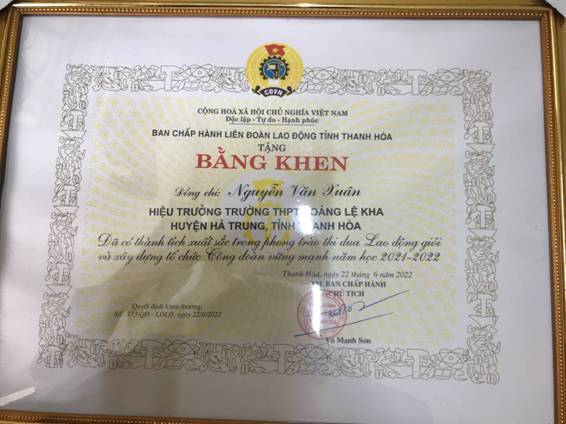 CĐVN
CỘNG HOÀ XÃ HỘI CHỦ NGHĨA VIỆT NAM
Độc lập - Tự do - Hạnh phúc
BAN CHẤP HÀNH LIÊN ĐOÀN LAO ĐỘNG TỈNH THANH HÓA
TẶNG
BẰNG KHEN
Đồng chí: Nguyễn Văn Xuân
HIỆU TRƯỞNG TRƯỜNG THPT HOÀNG LỆ KHA
HUYỆN HÀ TRUNG, TỈNH THANH HÓA
Đã có thành tích xuất sắc trong phong trào thi đua Lao động giỏi
và xây dựng tổ chức Công đoàn vững mạnh năm học 2021-2022
Thanh Hóa, ngày 22 tháng 6 năm 2022
TM. BAN CHẤP HÀNH
CHỦ TỊCH
Quyết định khen thưởng:
Số: 373/QĐ - LĐLĐ, ngày 22/6/2022
Võ Mạnh Sơn